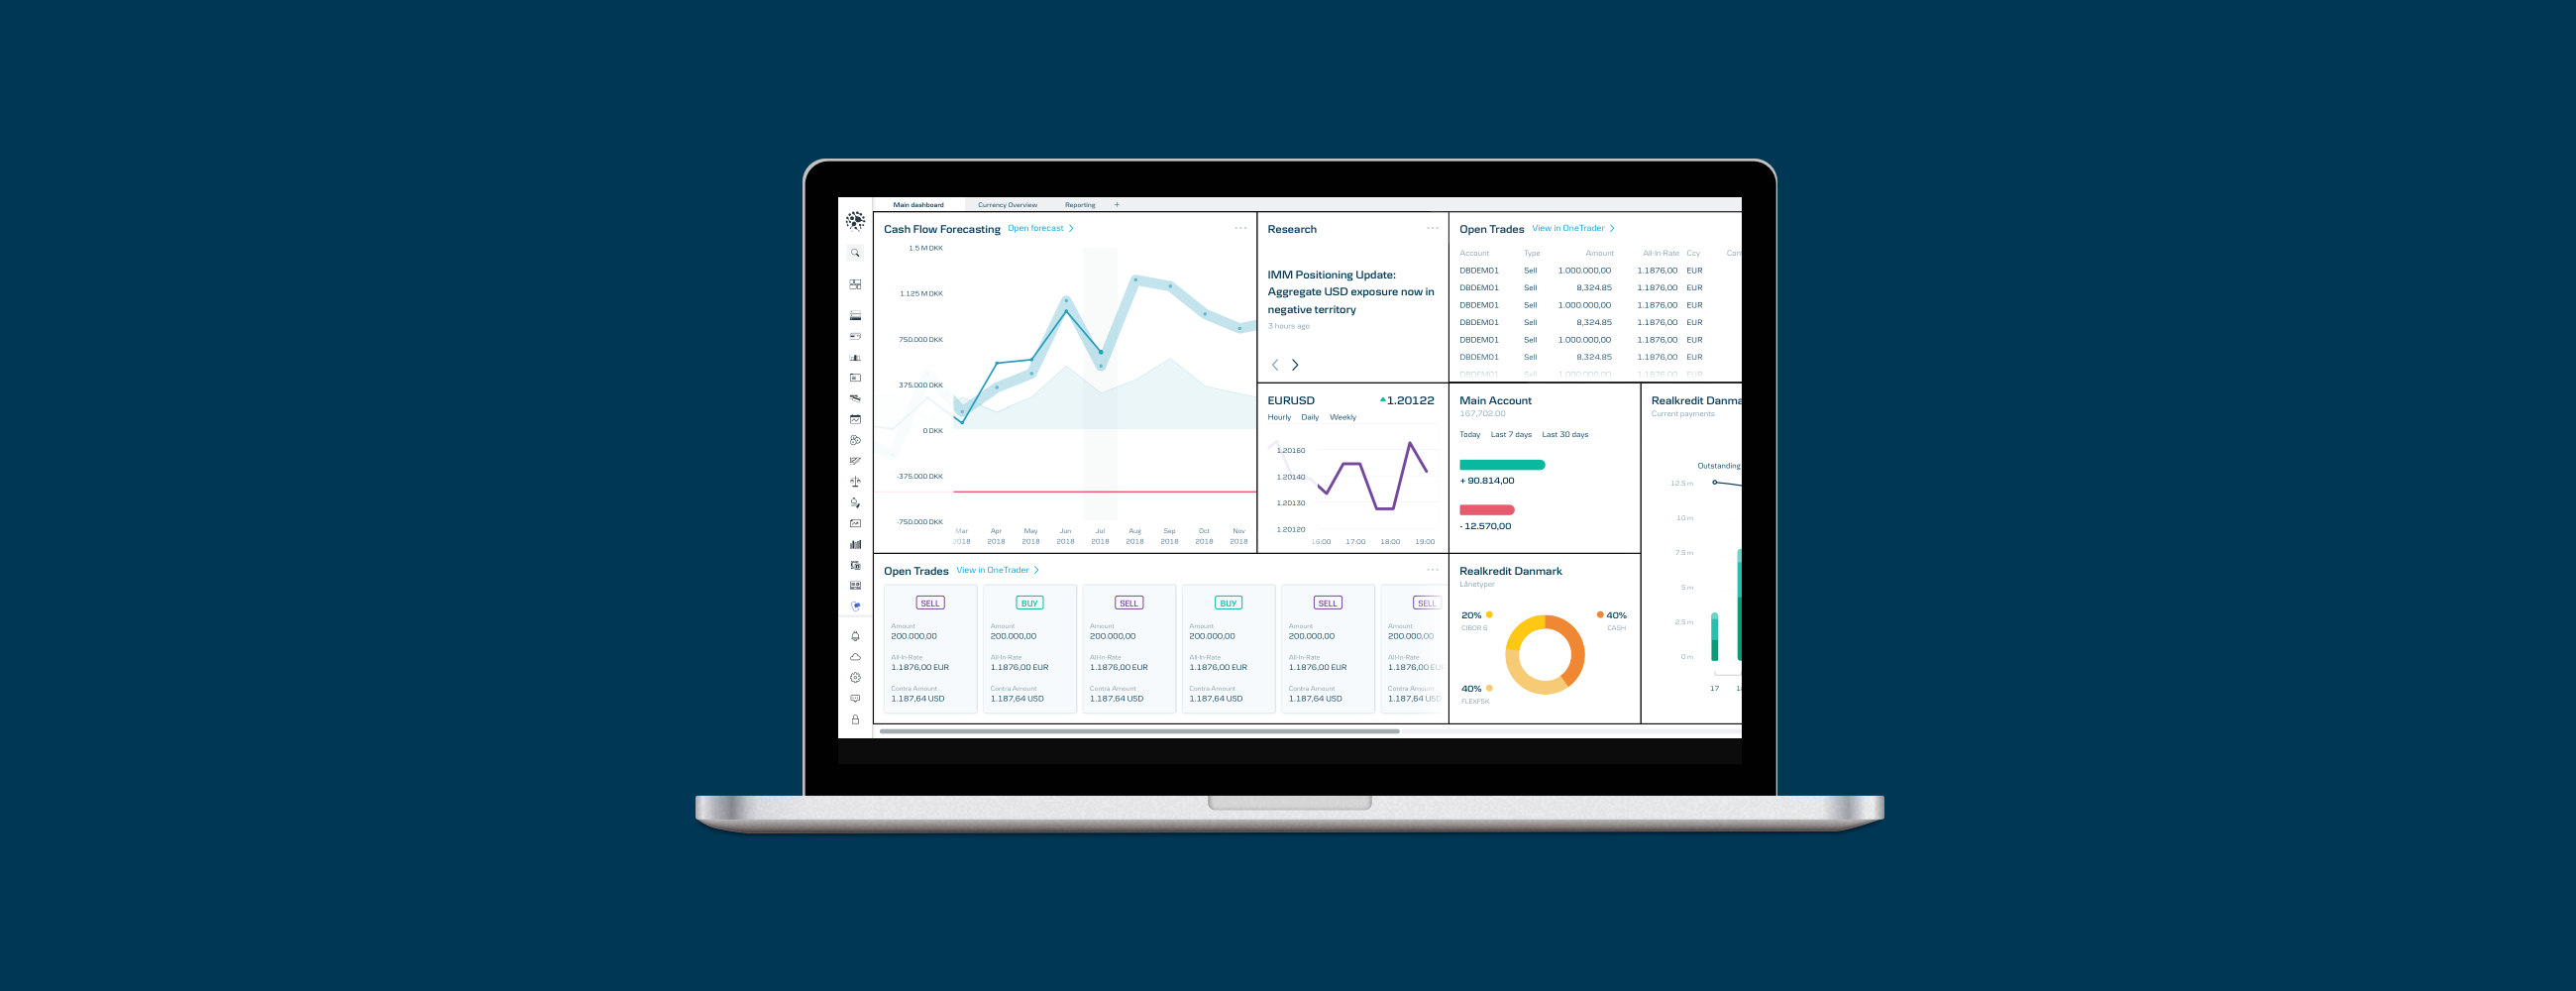 Main dashboard Currency Overview Reporting +
Cash Flow Forecasting Open forecast
1.5 M DKK
1.125 M DKK
750.000 DKK
375.000 DKK
0 DKK
-375.000 DKK
-750.000 DKK
Mar Apr May Jun Jul Aug Sep Oct Nov
2018 2018 2018 2018 2018 2018 2018 2018 2018
Research
IMM Positioning Update:
Aggregate USD exposure now in
negative territory
3 hours ago
Open Trades View in OneTrader
Account Type Amount All-In-Rate Ccy
DBDEMO1 Sell 1.000.000,00 1.1876,00 EUR
DBDEMO1 Sell 8,324.85 1.1876,00 EUR
DBDEMO1 Sell 1.000.000,00 1.1876,00 EUR
DBDEMO1 Sell 8,324.85 1.1876,00 EUR
DBDEMO1 Sell 1.000.000,00 1.1876,00 EUR
DBDEMO1 Sell 8,324.85 1.1876,00 EUR
DBDEMO1 Sell 1.000.000,00 1.1876,00 EUR
EURUSD 1.20122
Hourly Daily Weekly
1.20160
1.20140
1.20130
1.20120
16:00 17:00 18:00 19:00
Main Account
167,702.00
Today Last 7 days Last 30 days
+ 90.814,00
- 12.570,00
Realkredit Danma
Current payments
Outstanding
12.5 m
10 m
7.5 m
5 m
2.5 m
0 m
17
Open Trades View in OneTrader
SELL BUY SELL BUY SELL SELL
Amount Amount Amount Amount Amount Amount
200.000,00 200.000,00 200.000,00 200.000,00 200.000,00 200.000,00
All-In-Rate All-In-Rate All-In-Rate All-In-Rate All-In-Rate All-In-Rate
1.1876,00 EUR 1.1876,00 EUR 1.1876,00 EUR 1.1876,00 EUR 1.1876,00 EUR 1.1876,00 EUR
Contra Amount Contra Amount Contra Amount Contra Amount Contra Amount Contra Amount
1.187,64 USD 1.187,64 USD 1.187,64 USD 1.187,64 USD 1.187,64 USD 1.187,64 USD
Realkredit Danmark
Lånetyper
20% 40%
CIBOR 6 CASH
40%
FLEXF5K